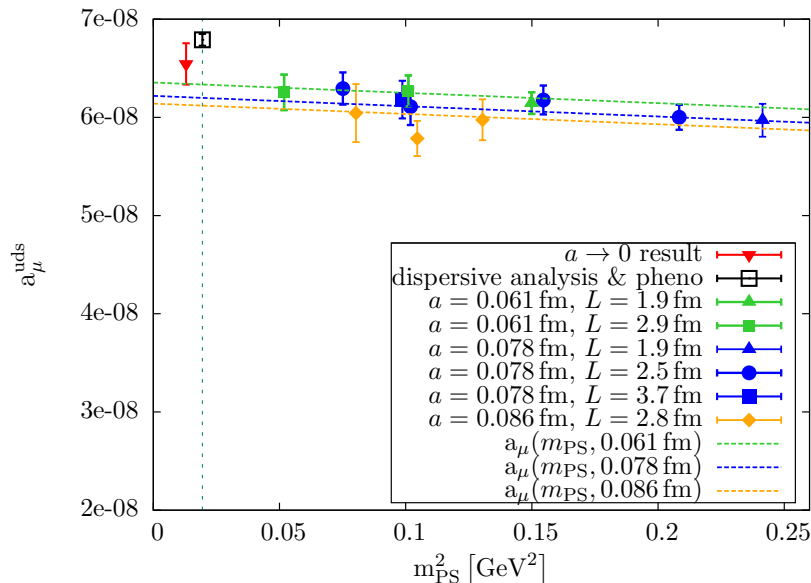 7e-08
6e-08
5e-08
4e-08
3e-08
2e-08
a_μ^uds
a → 0 result
dispersive analysis & pheno
a = 0.061 fm, L = 1.9 fm
a = 0.061 fm, L = 2.9 fm
a = 0.078 fm, L = 1.9 fm
a = 0.078 fm, L = 2.5 fm
a = 0.078 fm, L = 3.7 fm
a = 0.086 fm, L = 2.8 fm
a_μ(m_PS, 0.061 fm)
a_μ(m_PS, 0.078 fm)
a_μ(m_PS, 0.086 fm)
0 0.05 0.1 0.15 0.2 0.25
m_PS^2 [GeV^2]